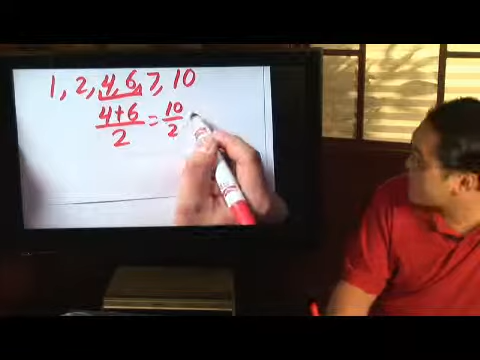 1, 2, 4, 6, 7, 10
4+6/2 = 10/2